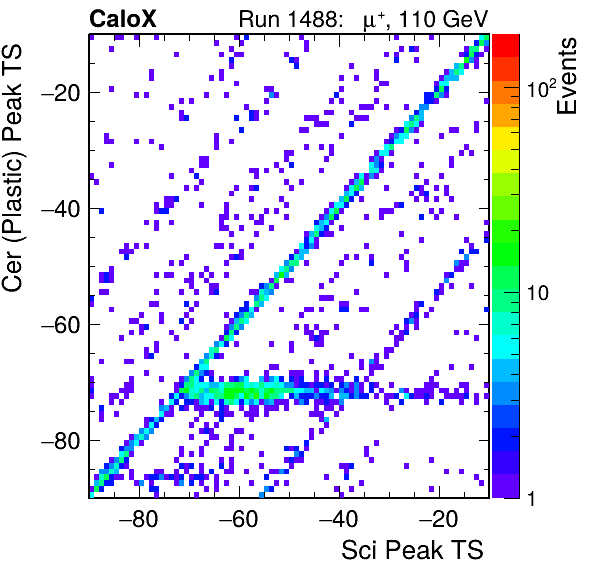 CaloX Run 1488: μ⁺, 110 GeV
Cer (Plastic) Peak TS
−20
−40
−60
−80
−80 −60 −40 −20
Sci Peak TS
Events
10²
10
1